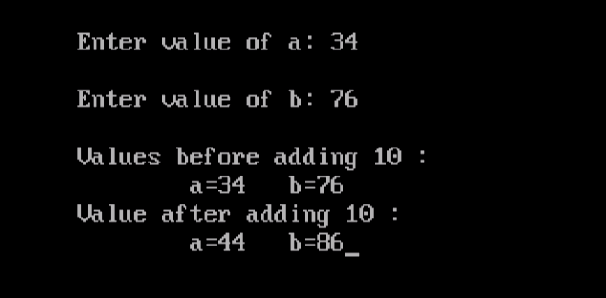 Enter value of a: 34
Enter value of b: 76
Values before adding 10 :
a=34 b=76
Value after adding 10 :
a=44 b=86_